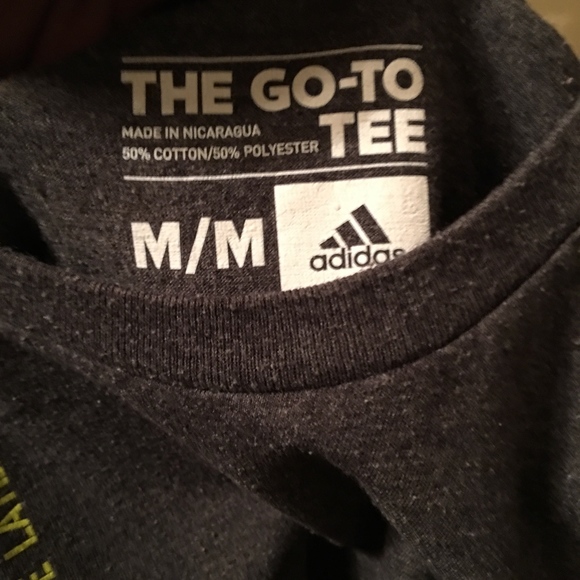 THE GO-TO
MADE IN NICARAGUA
50% COTTON/50% POLYESTER
TEE
M/M
adidas